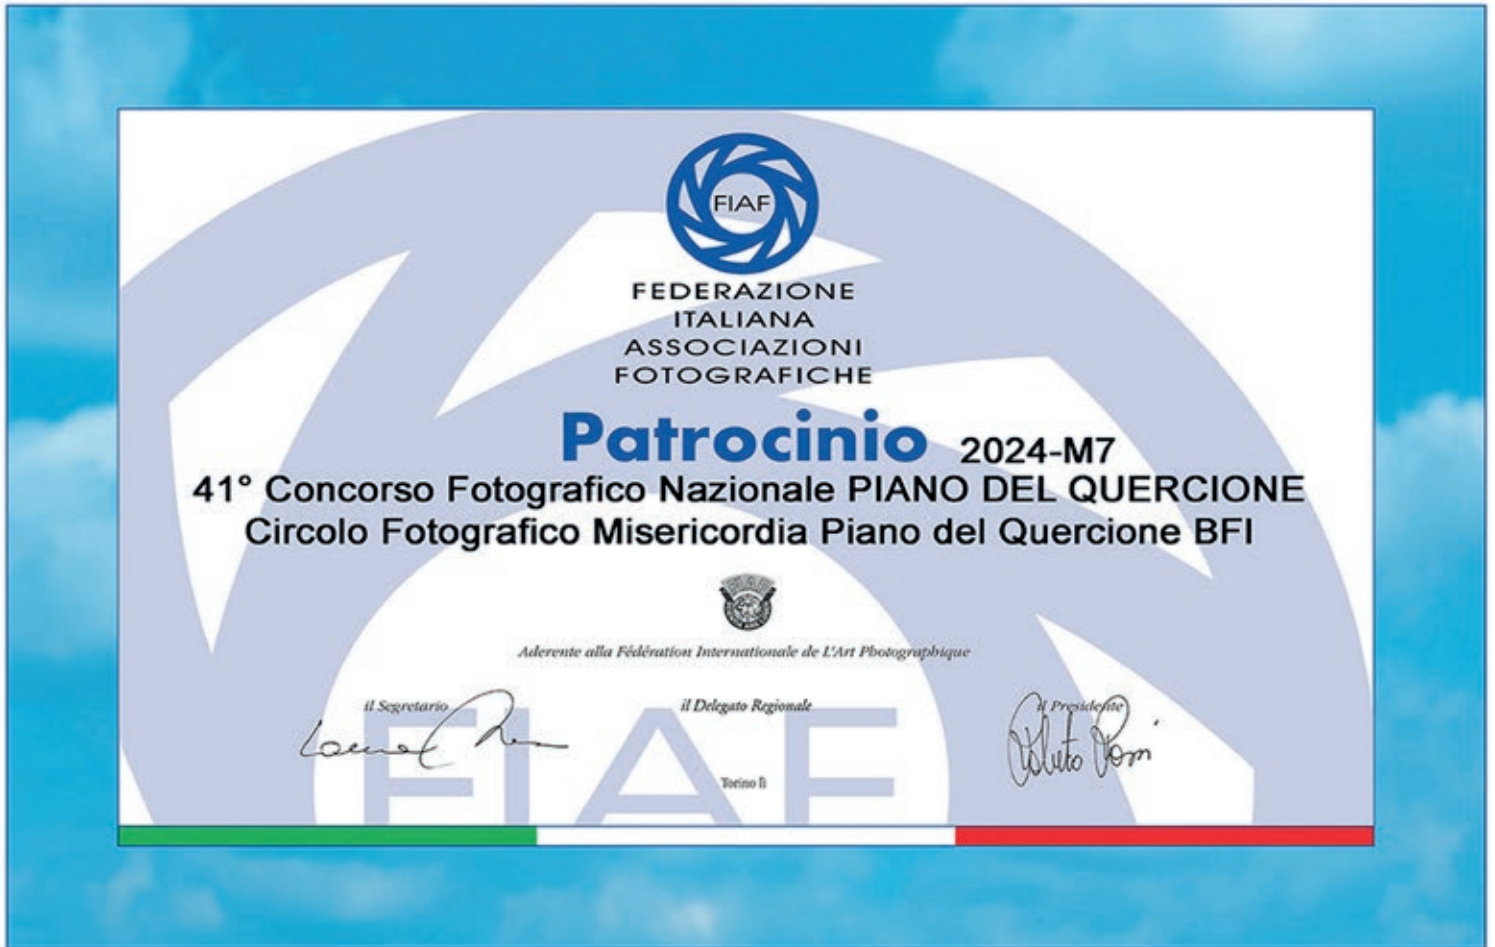 FIAF
FEDERAZIONE
ITALIANA
ASSOCIAZIONI
FOTOGRAFICHE
Patrocinio 2024-M7
41° Concorso Fotografico Nazionale PIANO DEL QUERCIONE
Circolo Fotografico Misericordia Piano del Quercione BFI
Aderente alla Fédération Internationale de L'Art Photographique
il Segretario il Delegato Regionale il Presidente
Roberto Rossi
Torino lì
FIAF